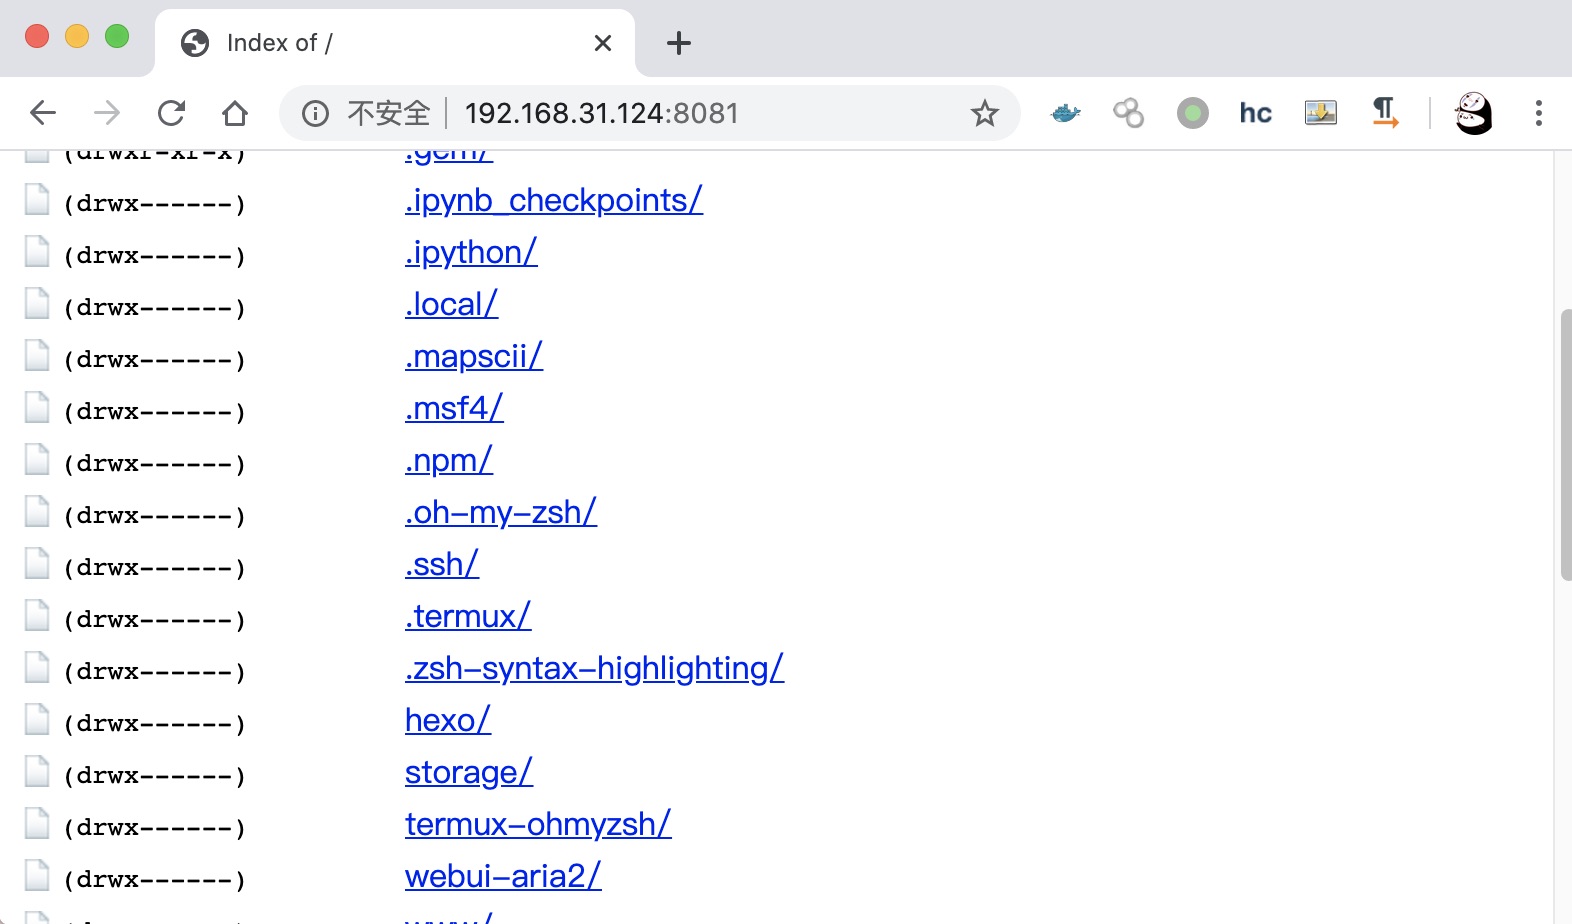 Index of /
不安全 192.168.31.124:8081
hc
(drwxr-xr-x) .gem/
(drwx------) .ipynb_checkpoints/
(drwx------) .ipython/
(drwx------) .local/
(drwx------) .mapscii/
(drwx------) .msf4/
(drwx------) .npm/
(drwx------) .oh-my-zsh/
(drwx------) .ssh/
(drwx------) .termux/
(drwx------) .zsh-syntax-highlighting/
(drwx------) hexo/
(drwx------) storage/
(drwx------) termux-ohmyzsh/
(drwx------) webui-aria2/